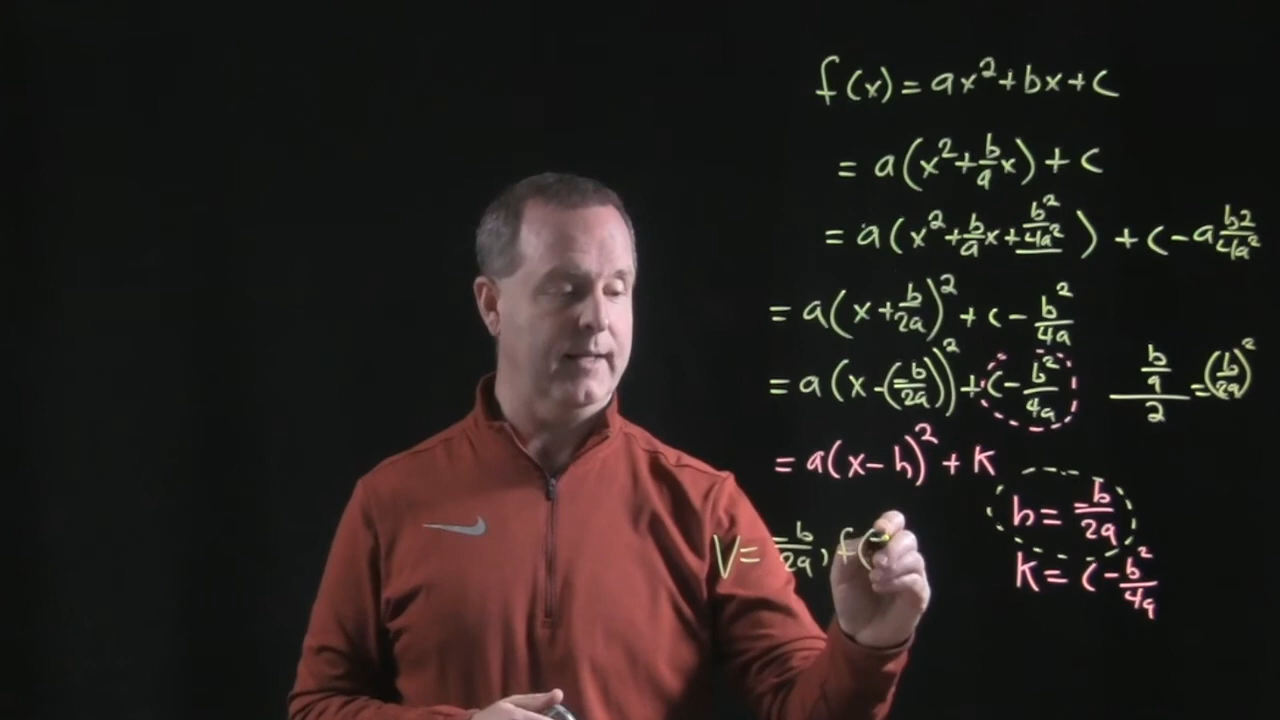 f(x) = ax²+bx+c
= a(x²+b/a x) + c
= a(x²+b/a x+b²/4a²) + c-a b2/4a²
= a(x+b/2a)²+c-b²/4a
= a(x-(-b/2a))²+c-b²/4a
b/a/2=(b/2a)²
= a(x-h)²+k
h=-b/2a
k=c-b²/4a
V= -b/2a, f(-